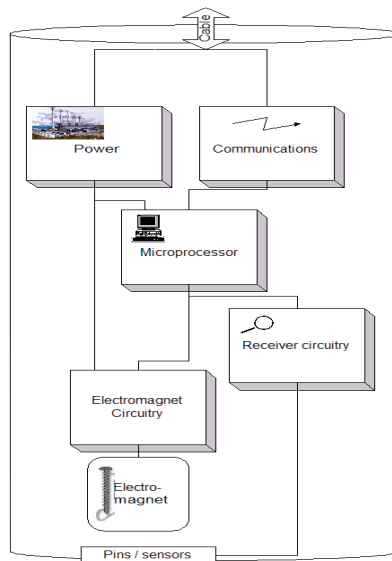 Cable
Power
Communications
Microprocessor
Receiver circuitry
Electromagnet
Circuitry
Electro-
magnet
Pins / sensors